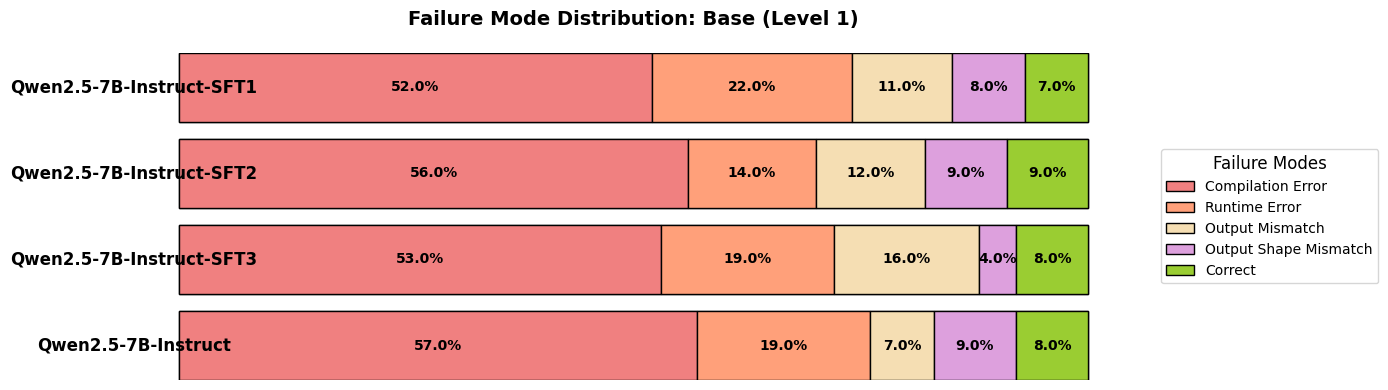 Failure Mode Distribution: Base (Level 1)
Qwen2.5-7B-Instruct-SFT1 52.0% 22.0% 11.0% 8.0% 7.0%
Qwen2.5-7B-Instruct-SFT2 56.0% 14.0% 12.0% 9.0% 9.0%
Qwen2.5-7B-Instruct-SFT3 53.0% 19.0% 16.0% 4.0% 8.0%
Qwen2.5-7B-Instruct 57.0% 19.0% 7.0% 9.0% 8.0%
Failure Modes
Compilation Error
Runtime Error
Output Mismatch
Output Shape Mismatch
Correct